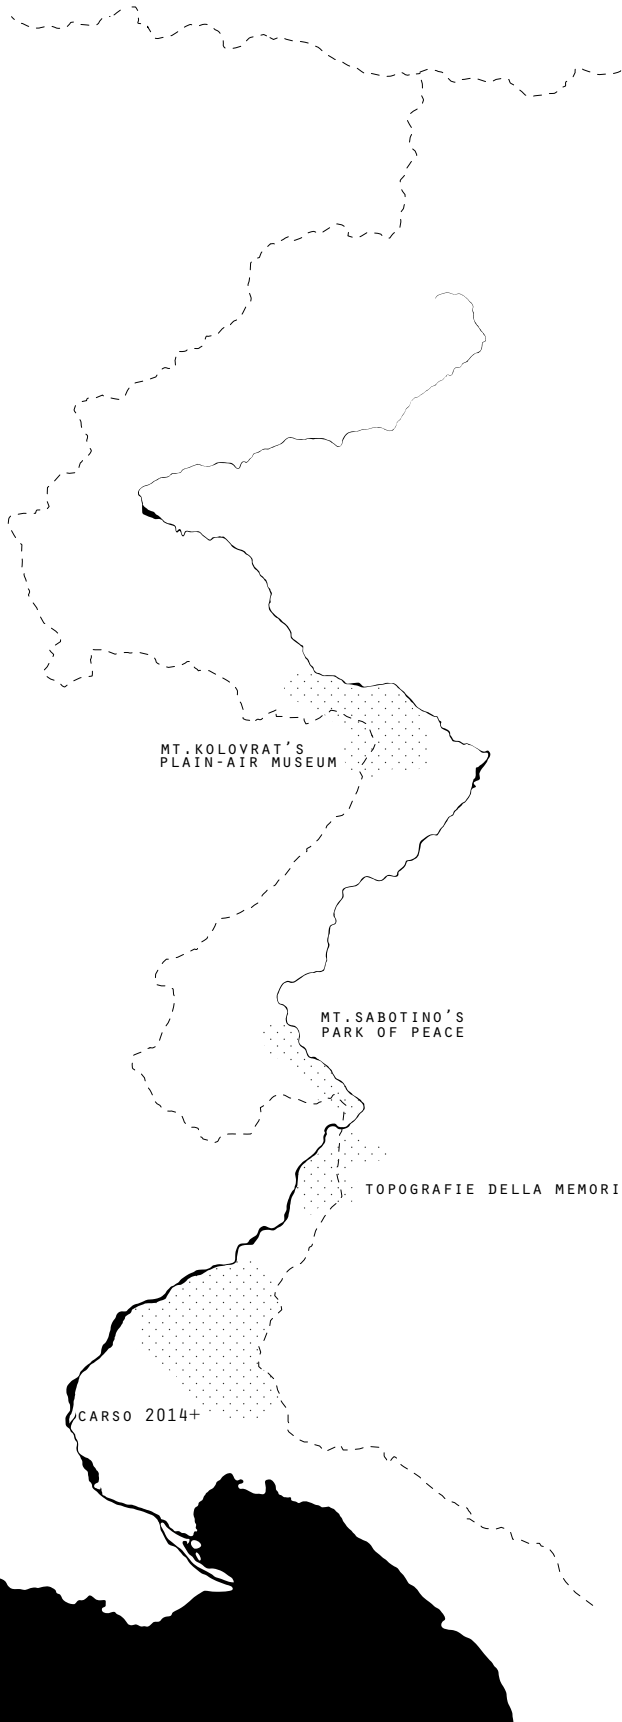 MT.KOLOVRAT'S
PLAIN-AIR MUSEUM
MT.SABOTINO'S
PARK OF PEACE
TOPOGRAFIE DELLA MEMORI
CARSO 2014+